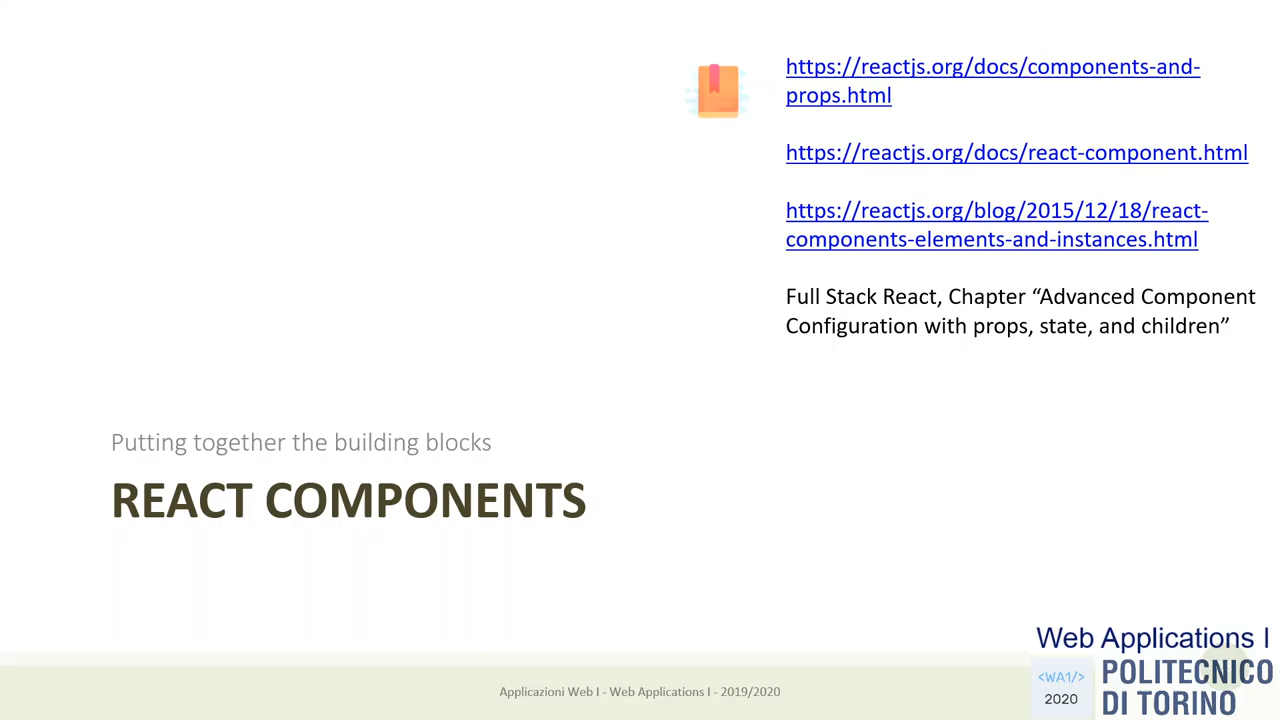 https://reactjs.org/docs/components-and-
props.html
https://reactjs.org/docs/react-component.html
https://reactjs.org/blog/2015/12/18/react-
components-elements-and-instances.html
Full Stack React, Chapter “Advanced Component
Configuration with props, state, and children”
Putting together the building blocks
REACT COMPONENTS
Applicazioni Web I - Web Applications I - 2019/2020
Web Applications I
<WA1/>
2020
POLITECNICO
DI TORINO